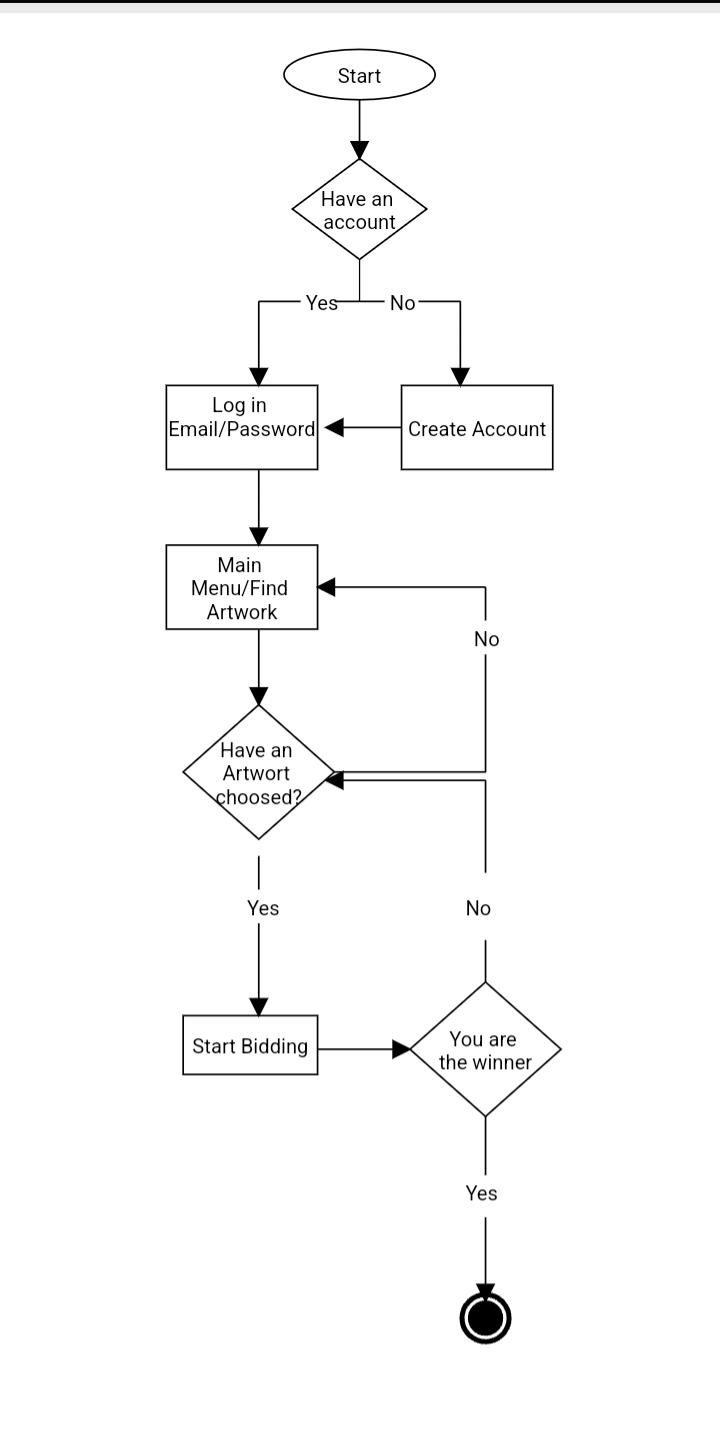 Start
Have an
account
Yes
No
Log in
Email/Password
Create Account
Main
Menu/Find
Artwork
No
Have an
Artwort
choosed?
Yes
No
Start Bidding
You are
the winner
Yes